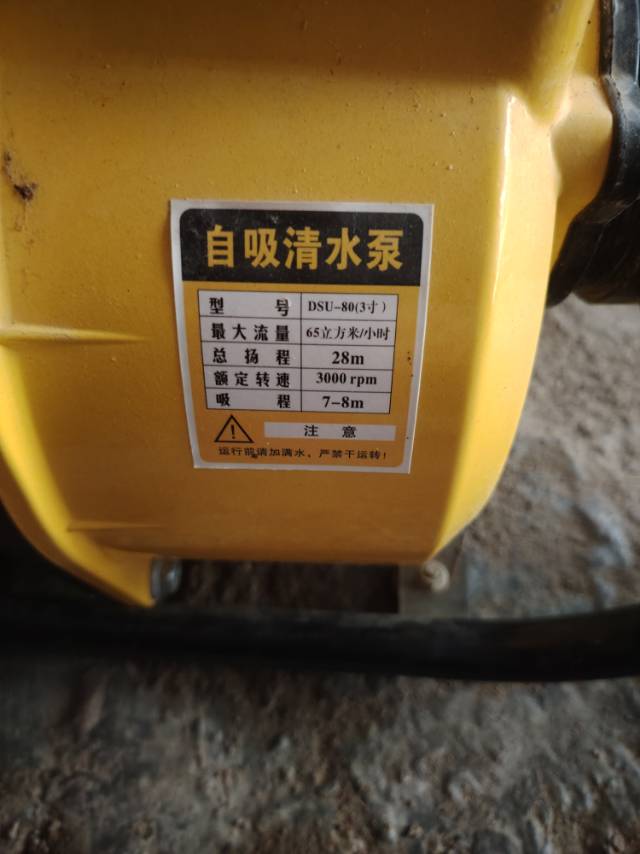 自吸清水泵
型号 DSU-80(3寸)
最大流量 65立方米/小时
总扬程 28m
额定转速 3000 rpm
吸程 7-8m
注意
运行前请加满水，严禁干运转！